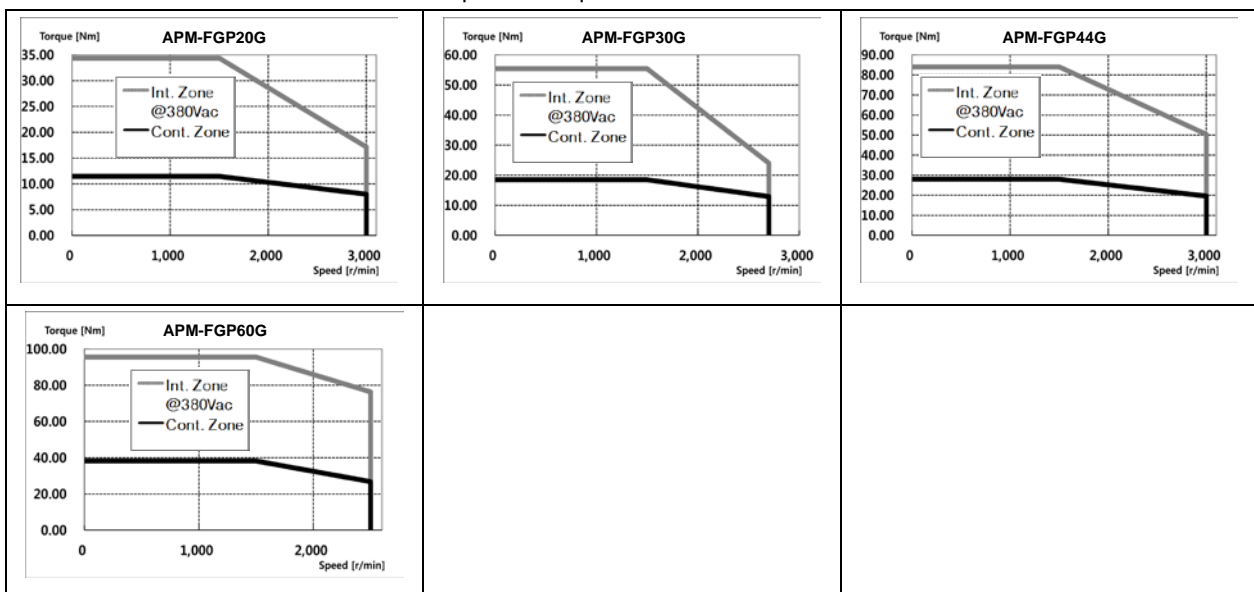 Torque [Nm] APM-FGP20G
35.00
30.00
25.00
20.00
15.00
10.00
5.00
0.00
Int. Zone
@380Vac
Cont. Zone
0 1,000 2,000 3,000
Speed [r/min]
Torque [Nm] APM-FGP30G
60.00
50.00
40.00
30.00
20.00
10.00
0.00
Int. Zone
@380Vac
Cont. Zone
0 1,000 2,000 3,000
Speed [r/min]
Torque [Nm] APM-FGP44G
90.00
80.00
70.00
60.00
50.00
40.00
30.00
20.00
10.00
0.00
Int. Zone
@380Vac
Cont. Zone
0 1,000 2,000 3,000
Speed [r/min]
Torque [Nm] APM-FGP60G
100.00
80.00
60.00
40.00
20.00
0.00
Int. Zone
@380Vac
Cont. Zone
0 1,000 2,000
Speed [r/min]